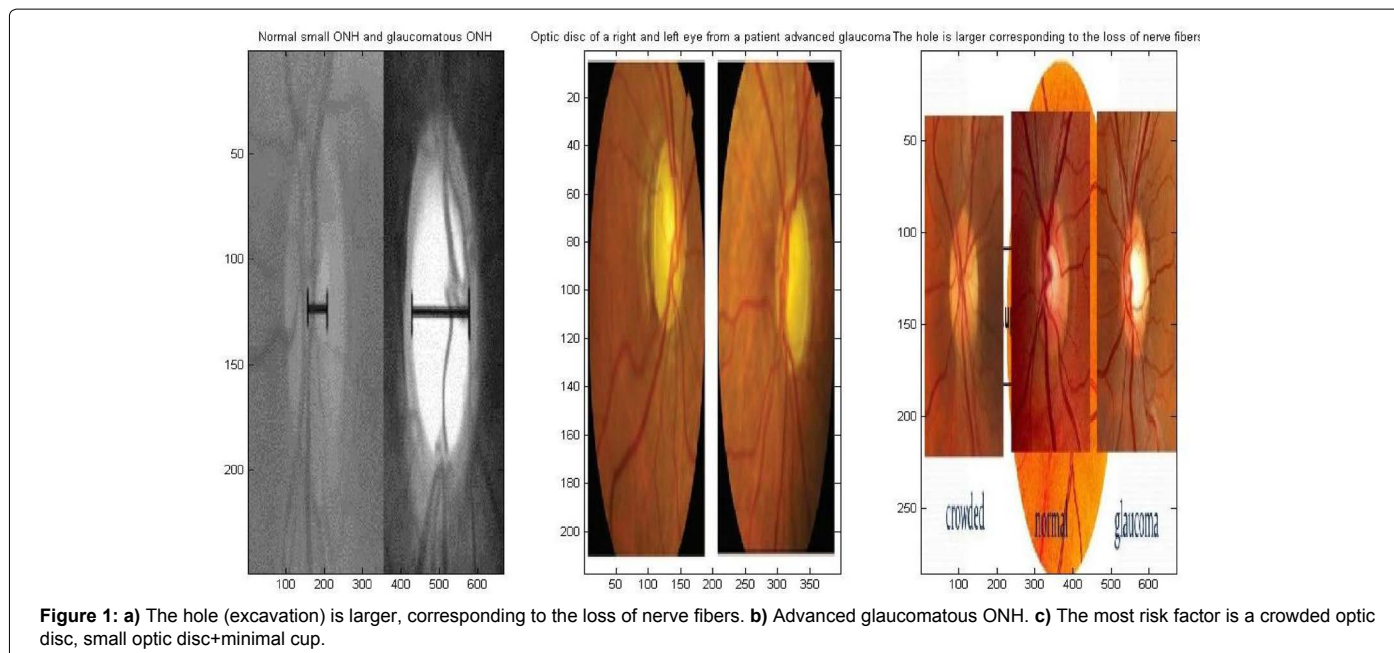 Normal small ONH and glaucomatous ONH
50
100
150
200
100 200 300 400 500 600
Optic disc of a right and left eye from a patient advanced glaucoma
20
40
60
80
100
120
140
160
180
200
50 100 150 200 250 300 350
The hole is larger corresponding to the loss of nerve fibers
50
100
150
200
250
crowded normal glaucoma
100 200 300 400 500 600
Figure 1: a) The hole (excavation) is larger, corresponding to the loss of nerve fibers. b) Advanced glaucomatous ONH. c) The most risk factor is a crowded optic
disc, small optic disc+minimal cup.